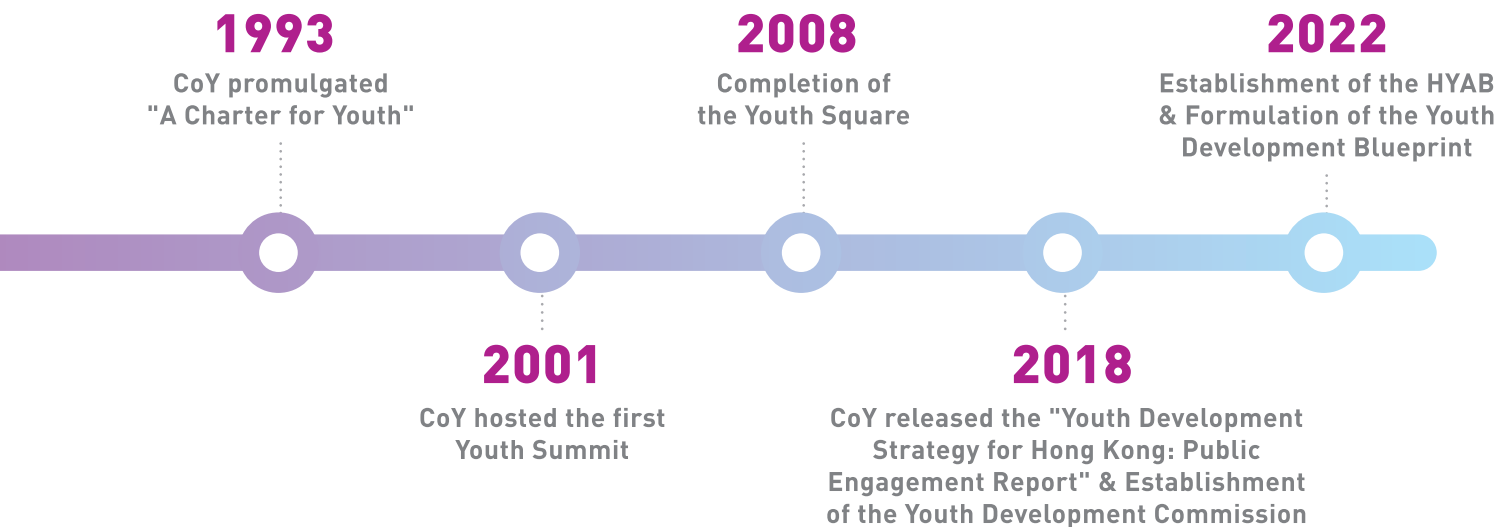 1993
CoY promulgated
"A Charter for Youth"
2001
CoY hosted the first
Youth Summit
2008
Completion of
the Youth Square
2018
CoY released the "Youth Development
Strategy for Hong Kong: Public
Engagement Report" & Establishment
of the Youth Development Commission
2022
Establishment of the HYAB
& Formulation of the Youth
Development Blueprint